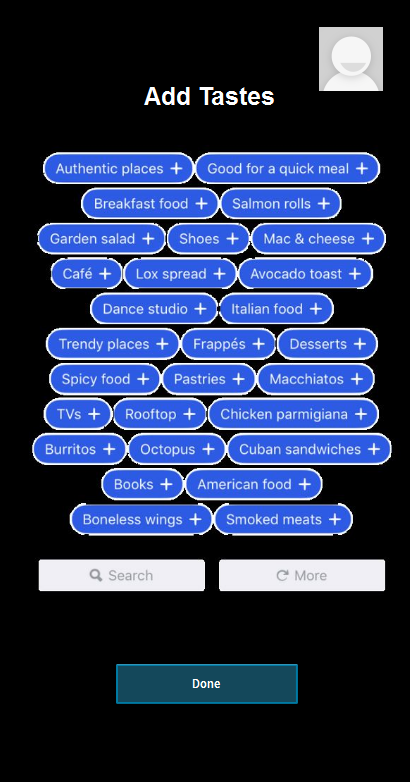 Add Tastes
Authentic places + Good for a quick meal +
Breakfast food + Salmon rolls +
Garden salad + Shoes + Mac & cheese +
Café + Lox spread + Avocado toast +
Dance studio + Italian food +
Trendy places + Frappés + Desserts +
Spicy food + Pastries + Macchiatos +
TVs + Rooftop + Chicken parmigiana +
Burritos + Octopus + Cuban sandwiches +
Books + American food +
Boneless wings + Smoked meats +
Search More
Done